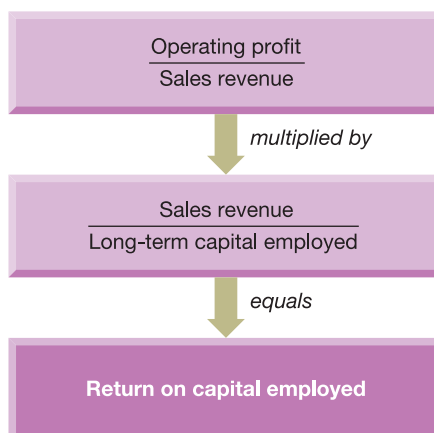 Operating profit
Sales revenue
multiplied by
Sales revenue
Long-term capital employed
equals
Return on capital employed